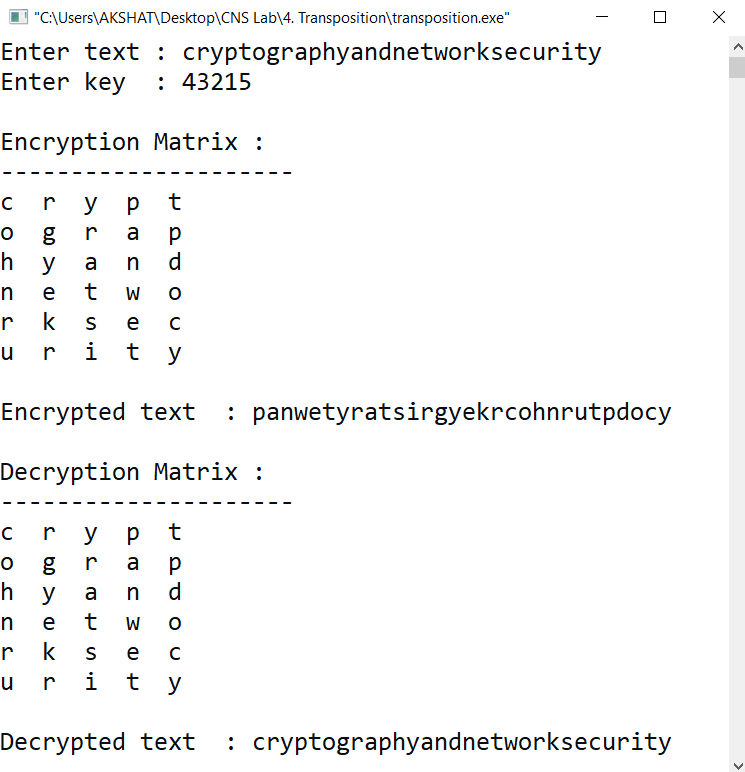 "C:\Users\AKSHAT\Desktop\CNS Lab\4. Transposition\transposition.exe"
Enter text : cryptographyandnetworksecurity
Enter key  : 43215
Encryption Matrix :
---------------------
c  r  y  p  t
o  g  r  a  p
h  y  a  n  d
n  e  t  w  o
r  k  s  e  c
u  r  i  t  y
Encrypted text  : panwetyratsirgyekrcohnrutpdocy
Decryption Matrix :
---------------------
c  r  y  p  t
o  g  r  a  p
h  y  a  n  d
n  e  t  w  o
r  k  s  e  c
u  r  i  t  y
Decrypted text  : cryptographyandnetworksecurity